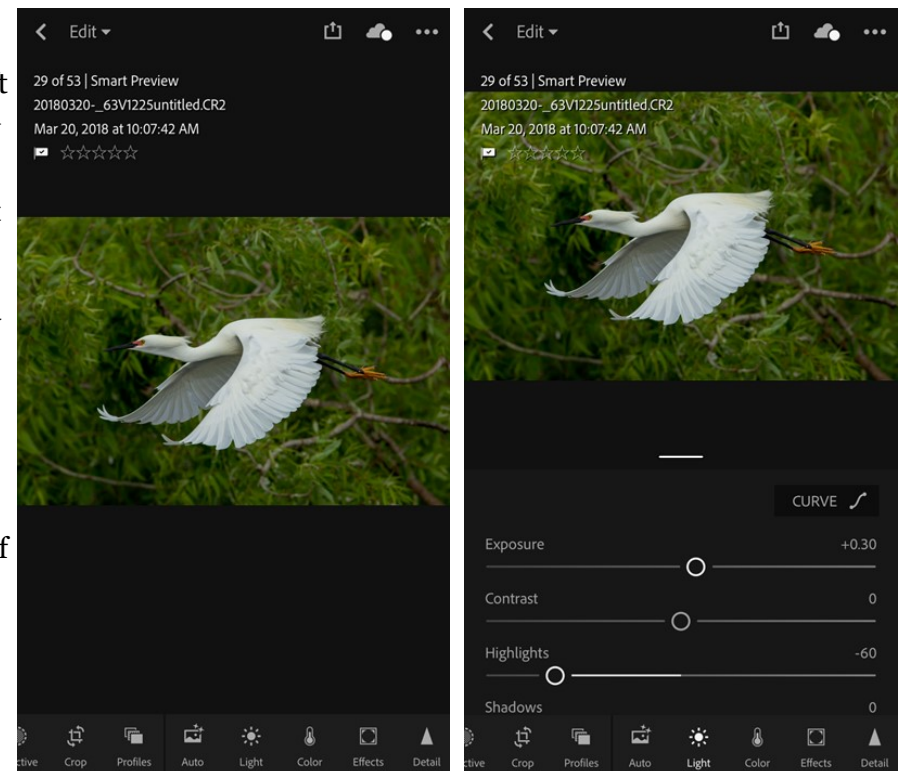 Edit
29 of 53 | Smart Preview
20180320-_63V1225untitled.CR2
Mar 20, 2018 at 10:07:42 AM
ctive Crop Profiles Auto Light Color Effects Detail
Edit
29 of 53 | Smart Preview
20180320-_63V1225untitled.CR2
Mar 20, 2018 at 10:07:42 AM
CURVE
Exposure +0.30
Contrast 0
Highlights -60
Shadows 0
ctive Crop Profiles Auto Light Color Effects Detail
t
f